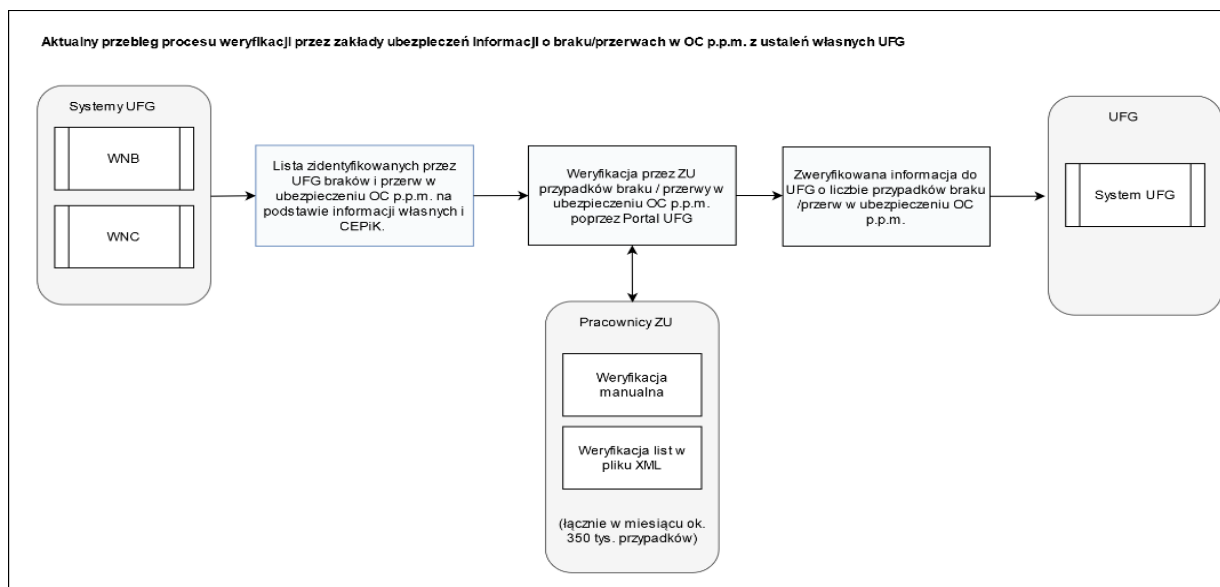 Aktualny przebieg procesu weryfikacji przez zakłady ubezpieczeń informacji o braku/przerwach w OC p.p.m. z ustaleń własnych UFG
Systemy UFG
WNB
WNC
Lista zidentyfikowanych przez
UFG braków i przerw w
ubezpieczeniu OC p.p.m. na
podstawie informacji własnych i
CEPiK.
Weryfikacja przez ZU
przypadków braku / przerwy w
ubezpieczeniu OC p.p.m.
poprzez Portal UFG
Zweryfikowana informacja do
UFG o liczbie przypadków braku
/przerw w ubezpieczeniu OC
p.p.m.
UFG
System UFG
Pracownicy ZU
Weryfikacja
manualna
Weryfikacja list w
pliku XML
(łącznie w miesiącu ok.
350 tys. przypadków)